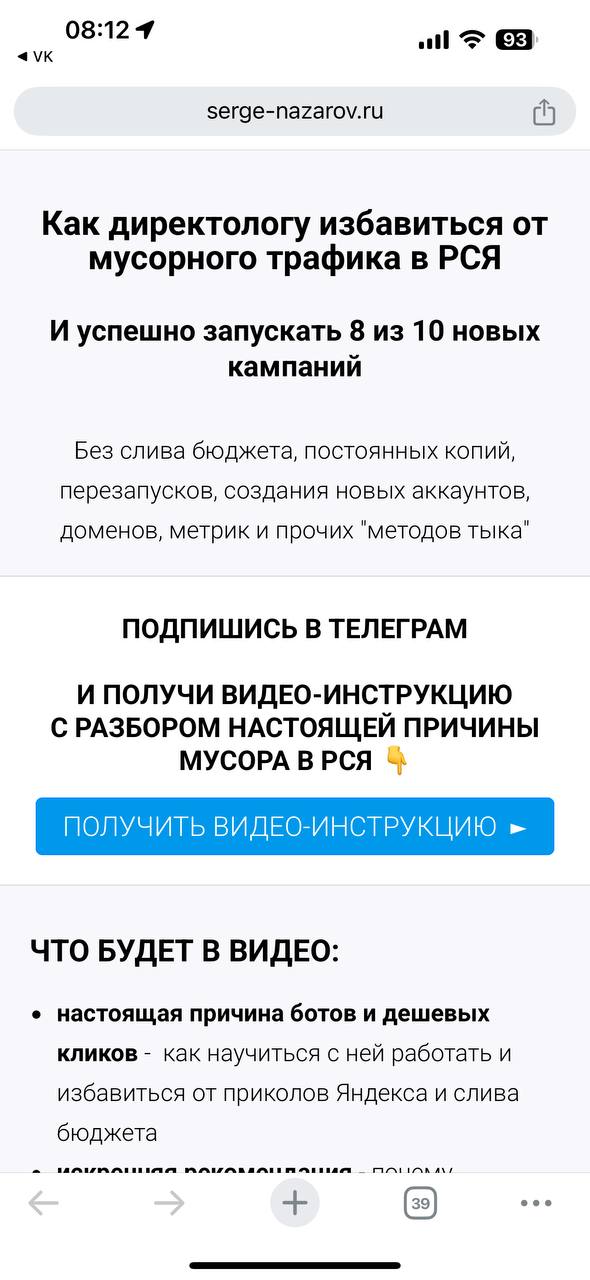 08:12
◄ VK
93
serge-nazarov.ru
Как директологу избавиться от
мусорного трафика в РСЯ
И успешно запускать 8 из 10 новых
кампаний
Без слива бюджета, постоянных копий,
перезапусков, создания новых аккаунтов,
доменов, метрик и прочих "методов тыка"
ПОДПИШИСЬ В ТЕЛЕГРАМ
И ПОЛУЧИ ВИДЕО-ИНСТРУКЦИЮ
С РАЗБОРОМ НАСТОЯЩЕЙ ПРИЧИНЫ
МУСОРА В РСЯ 👇
ПОЛУЧИТЬ ВИДЕО-ИНСТРУКЦИЮ ►
ЧТО БУДЕТ В ВИДЕО:
• настоящая причина ботов и дешевых
кликов - как научиться с ней работать и
избавиться от приколов Яндекса и слива
бюджета
• искренняя рекомендация - почему
39